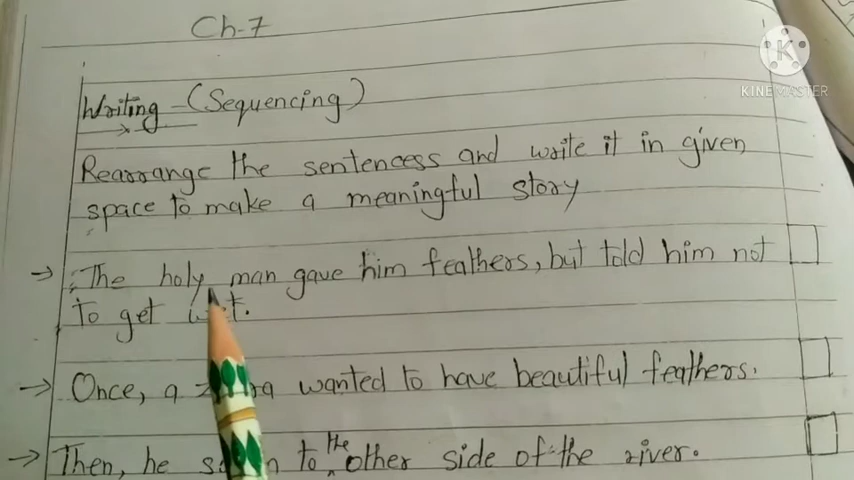 Ch-7
KINEMASTER
Writing - (Sequencing)
Rearrange the sentencess and write it in given
space to make a meaningful story
→ The holy man gave him feathers, but told him not
to get
→ Once, a wanted to have beautiful feathers.
→ Then, he to the other side of the river.